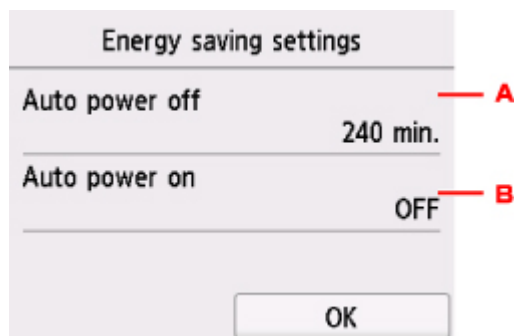 Energy saving settings
Auto power off
A
240 min.
Auto power on
B
OFF
OK